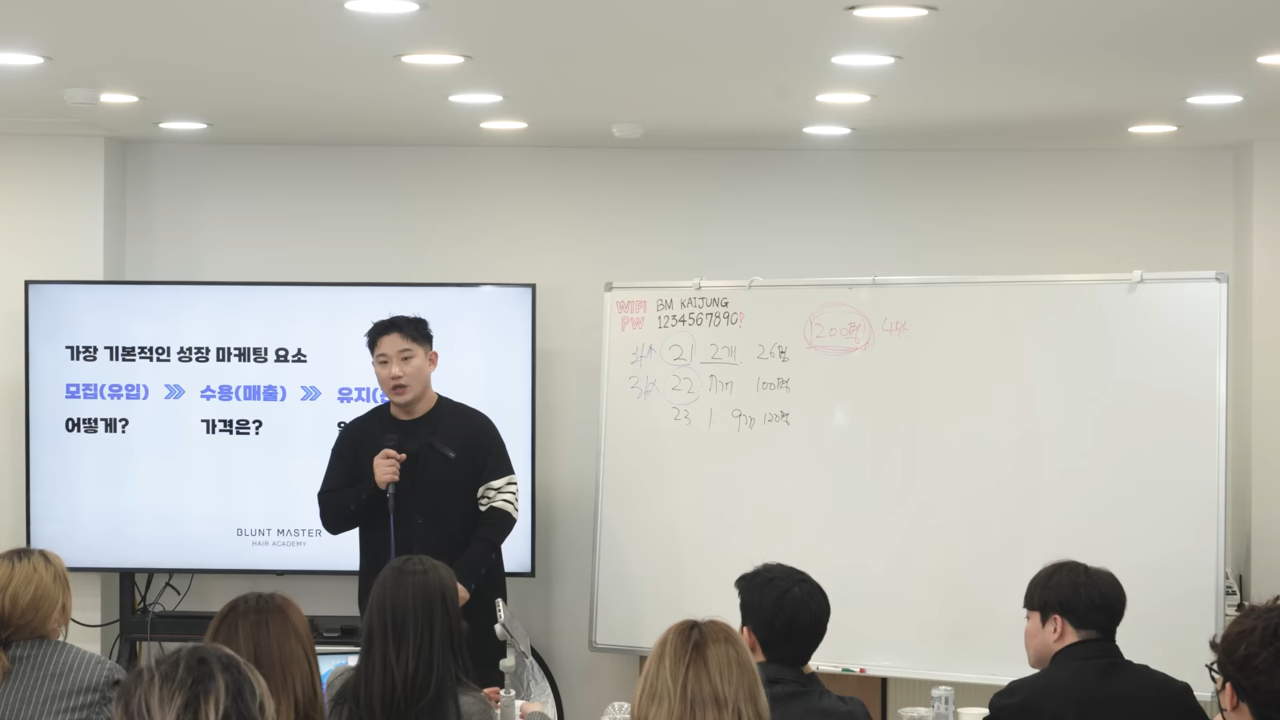 가장 기본적인 성장 마케팅 요소
모집(유입) 수용(매출) 유지(
어떻게? 가격은?
BLUNT MASTER
HAIR ACADEMY
WIFI BM KAIJUNG
PW 1234567890?
1200명
21 2개 26명
22 100명
23 1 120명